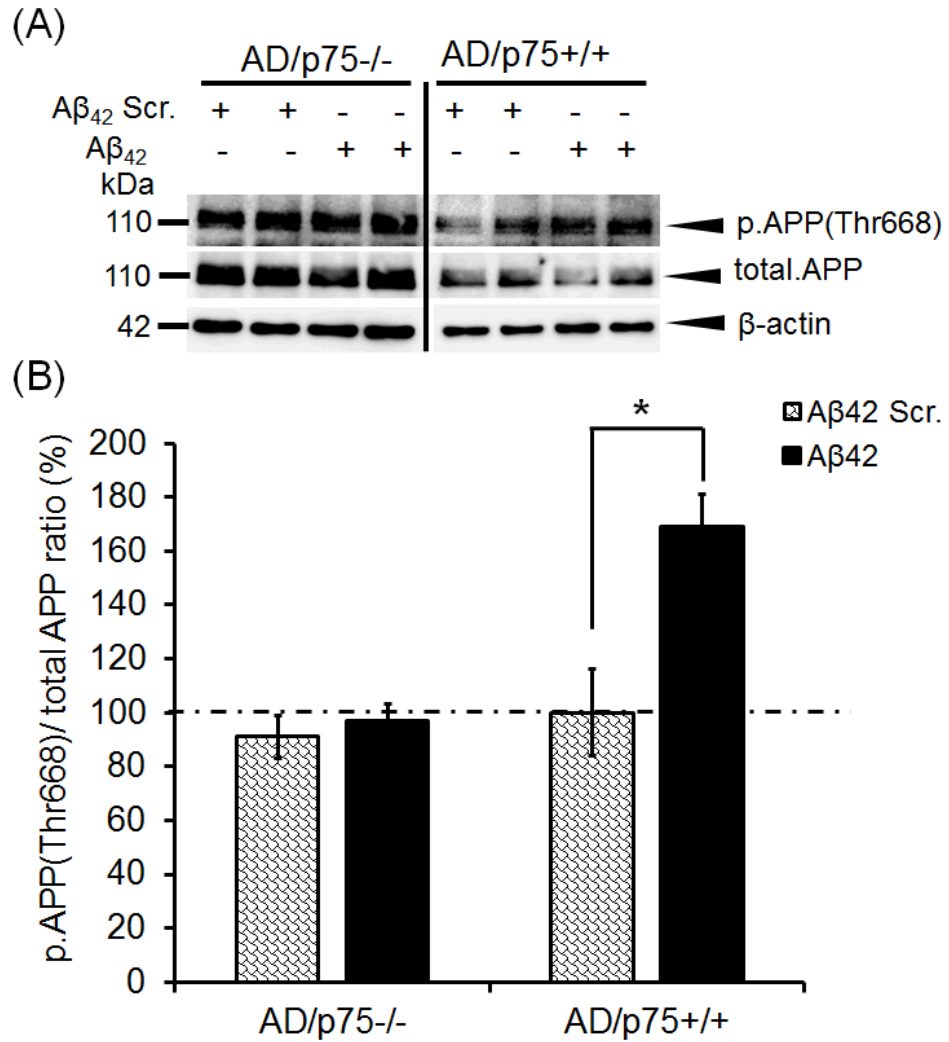 (A)
AD/p75-/- AD/p75+/+
Aβ42 Scr. + + - - + + - -
Aβ42 - - + + - - + +
kDa
110 p.APP(Thr668)
110 total.APP
42 β-actin
(B)
* Aβ42 Scr.
Aβ42
p.APP(Thr668)/ total APP ratio (%)
200
180
160
140
120
100
80
60
40
20
0
AD/p75-/- AD/p75+/+